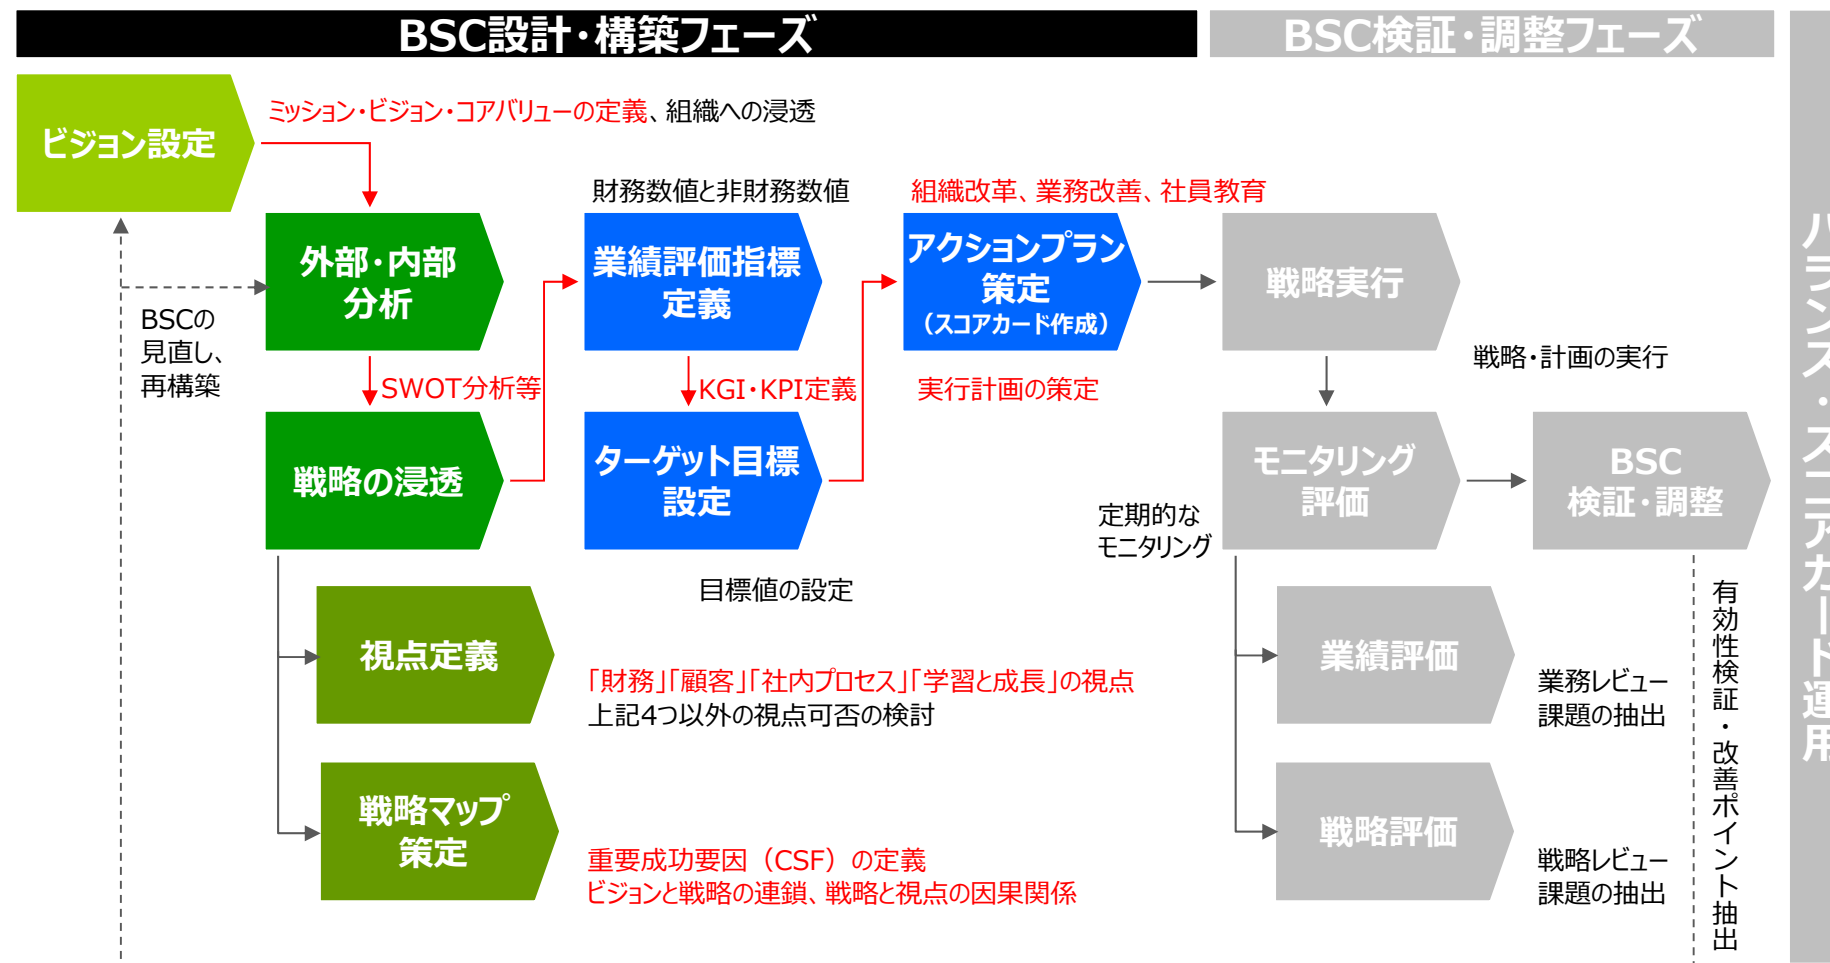 BSC設計・構築フェーズ
BSC検証・調整フェーズ
ビジョン設定
ミッション・ビジョン・コアバリューの定義、組織への浸透
財務数値と非財務数値
組織改革、業務改善、社員教育
外部・内部
分析
業績評価指標
定義
アクションプラン
策定
（スコアカード作成）
戦略実行
BSCの
見直し、
再構築
SWOT分析等
KGI・KPI定義
実行計画の策定
戦略・計画の実行
戦略の浸透
ターゲット目標
設定
モニタリング
評価
BSC
検証・調整
定期的な
モニタリング
目標値の設定
視点定義
「財務」「顧客」「社内プロセス」「学習と成長」の視点
上記4つ以外の視点可否の検討
業績評価
業務レビュー
課題の抽出
戦略マップ
策定
重要成功要因（CSF）の定義
ビジョンと戦略の連鎖、戦略と視点の因果関係
戦略評価
戦略レビュー
課題の抽出
有効性検証・改善ポイント抽出
バランス・スコアカード運用